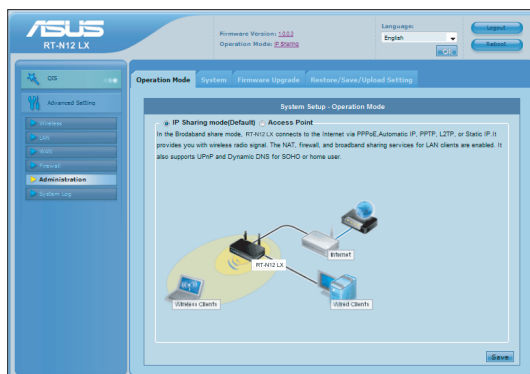 ASUS
RT-N12 LX
Firmware Version: 1.0.0.3
Operation Mode: IP Sharing
Language:
English
Logout
Reboot
QIS
Advanced Setting
Wireless
LAN
WAN
Firewall
Administration
System Log
Operation Mode System Firmware Upgrade Restore/Save/Upload Setting
System Setup - Operation Mode
IP Sharing mode(Default) Access Point
In the Brodaband share mode, RT-N12 LX connects to the Internet via PPPoE,Automatic IP, PPTP, L2TP, or Static IP.It
provides you with wireless radio signal. The NAT, firewall, and broadband sharing services for LAN clients are enabled. It
also supports UPnP and Dynamic DNS for SOHO or home user.
Internet
RT-N12 LX
Wireless Clients
Wired Clients
Save